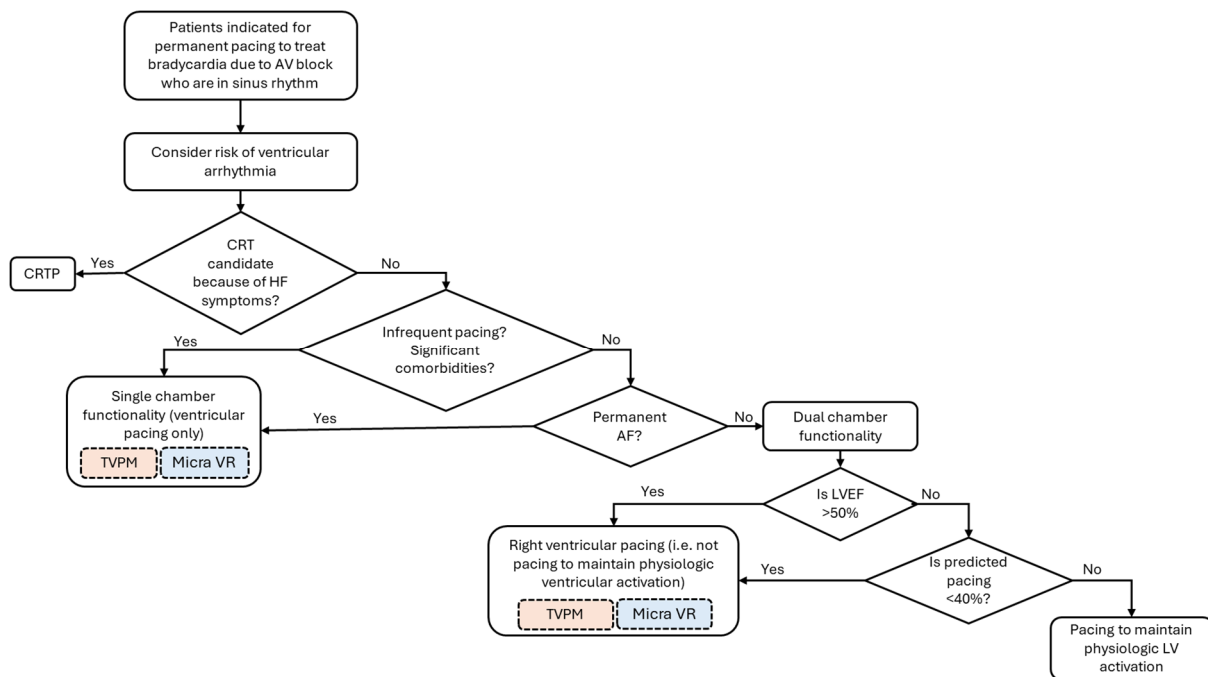 Patients indicated for
permanent pacing to treat
bradycardia due to AV block
who are in sinus rhythm
Consider risk of ventricular
arrhythmia
CRT
candidate
because of HF
symptoms?
Yes
CRTP
No
Infrequent pacing?
Significant
comorbidities?
Yes
No
Single chamber
functionality (ventricular
pacing only)
TVPM
Micra VR
Permanent
AF?
Yes
No
Dual chamber
functionality
Is LVEF
>50%
Yes
No
Right ventricular pacing (i.e. not
pacing to maintain physiologic
ventricular activation)
TVPM
Micra VR
Is predicted
pacing
<40%?
Yes
No
Pacing to maintain
physiologic LV
activation